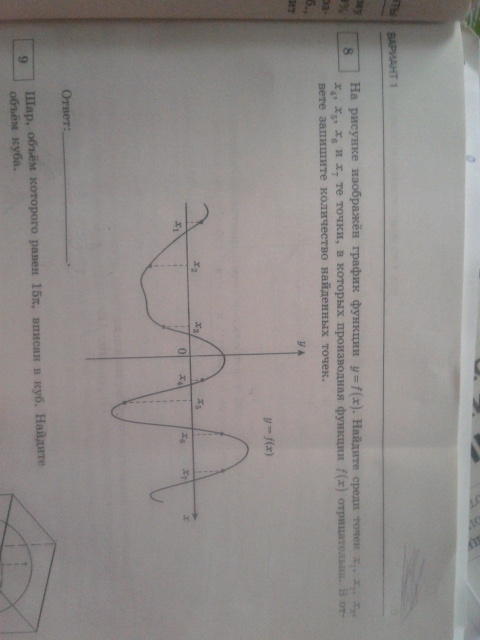 ВАРИАНТ 1
8
На рисунке изображён график функции y = f(x). Найдите среди точек x₁, x₂, x₃,
x₄, x₅, x₆ и x₇ те точки, в которых производная функции f(x) отрицательна. В от-
вете запишите количество найденных точек.
y
y = f(x)
x₁
x₂
x₃
0
x₄
x₅
x₆
x₇
x
Ответ:
9
Шар, объём которого равен 15π, вписан в куб. Найдите
объём куба.